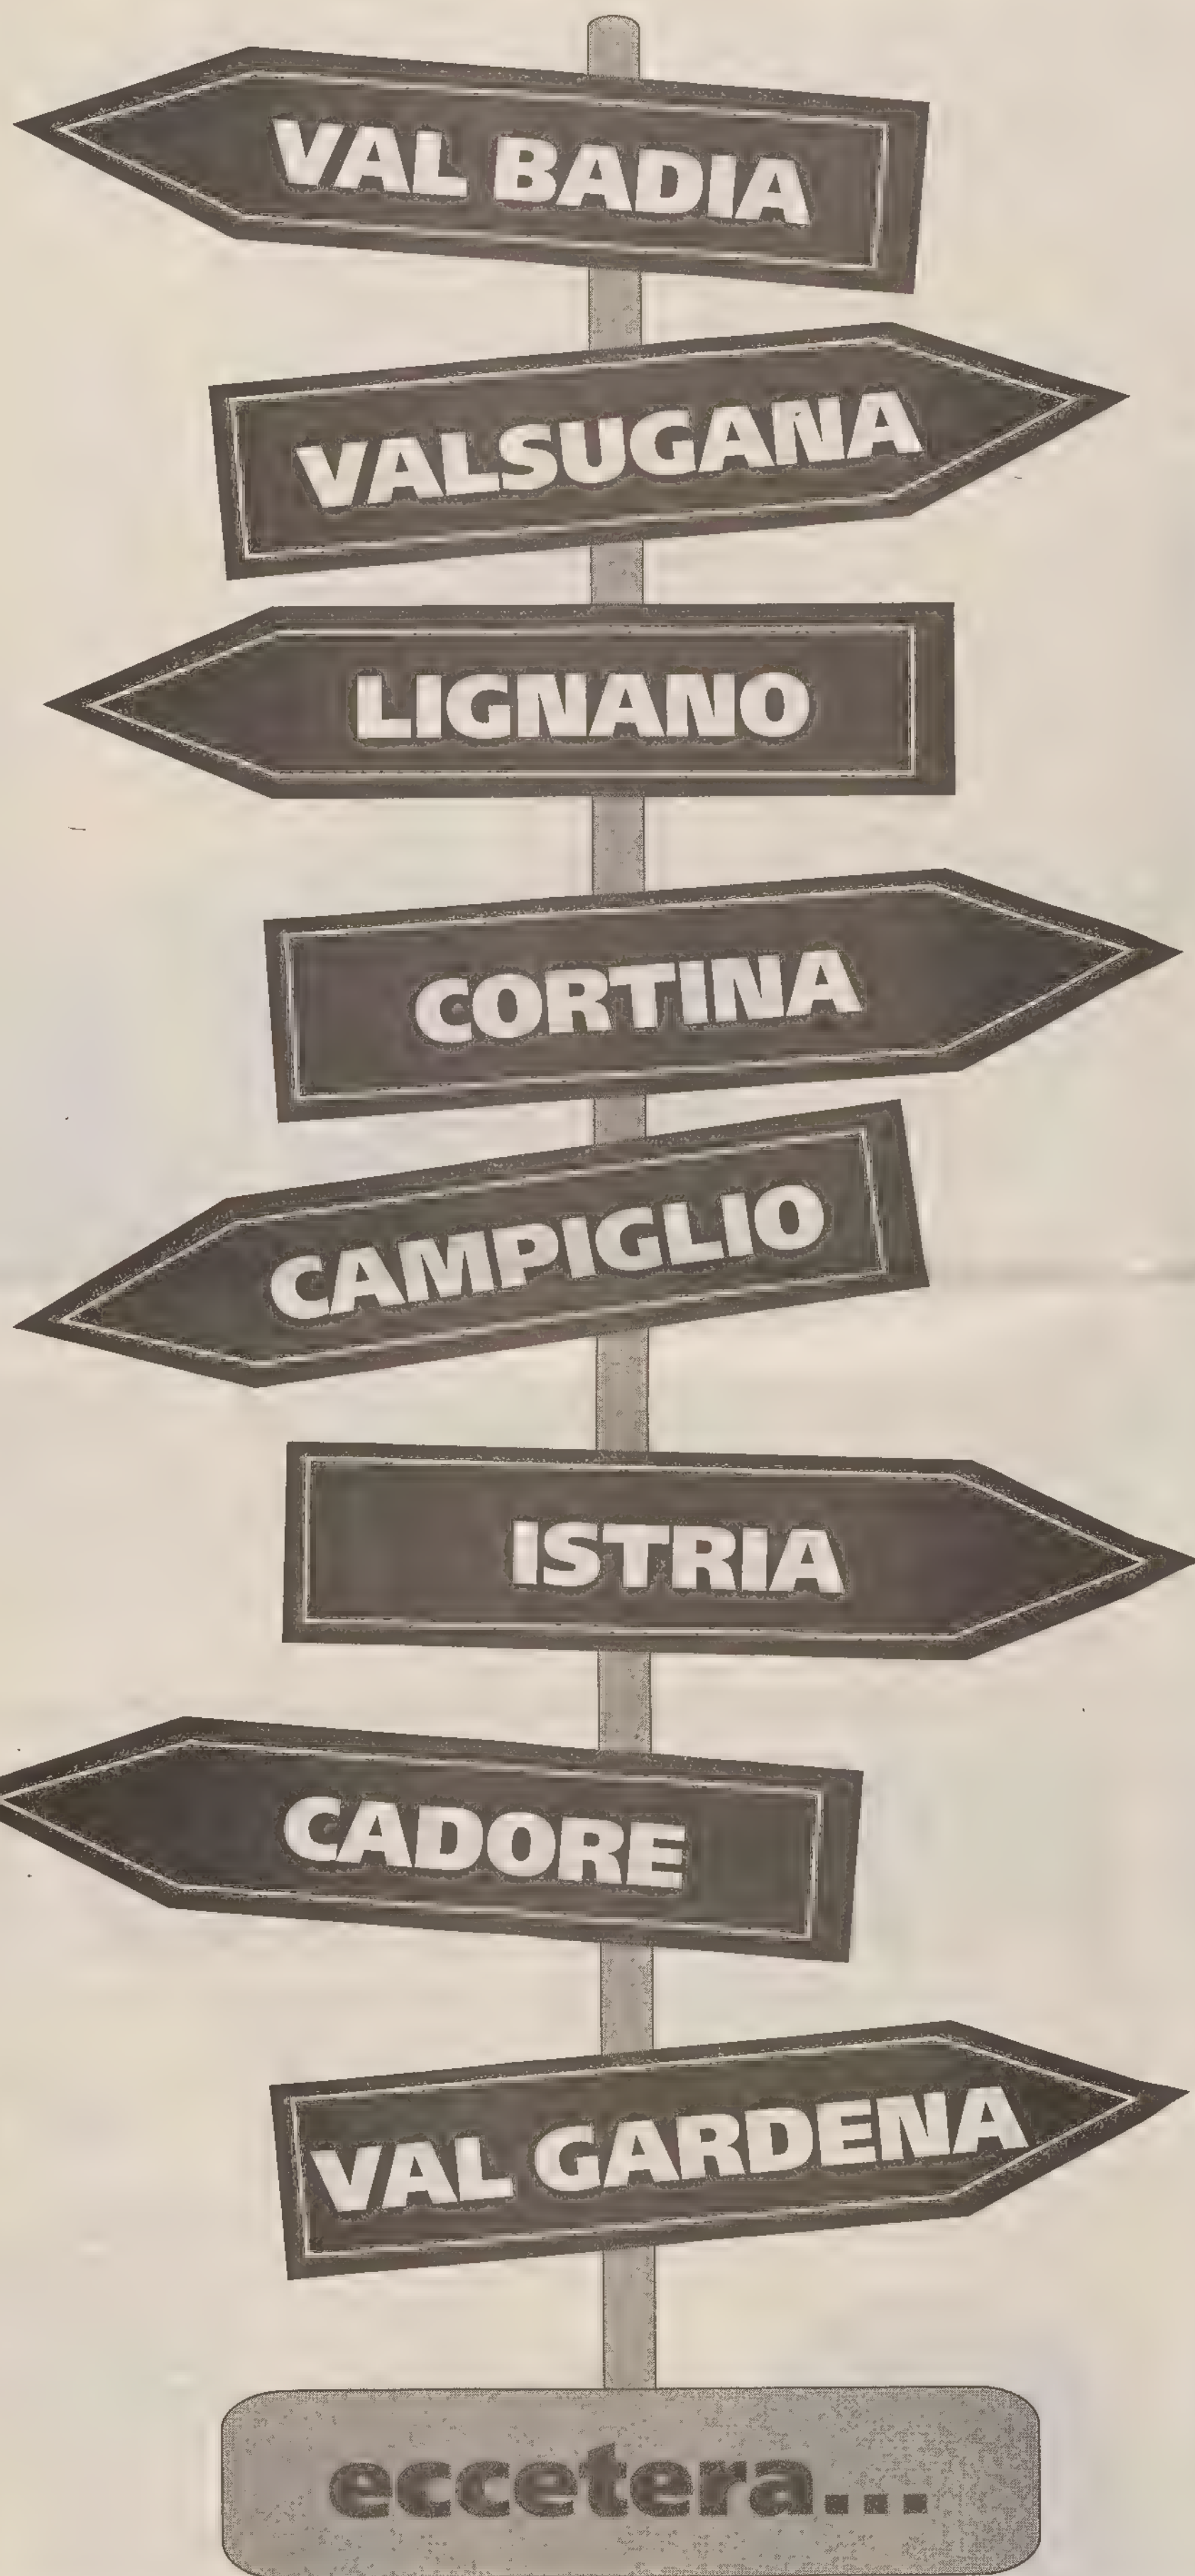 VAL BADIA
VALSUGANA
LIGNANO
CORTINA
CAMPIGLIO
ISTRIA
CADORE
VAL GARDENA
eccetera...